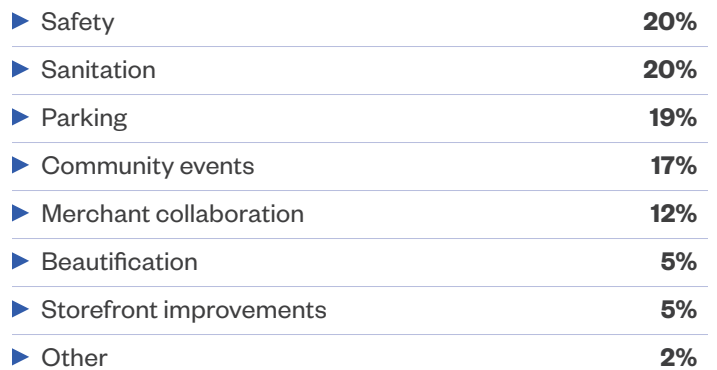 Safety 20%
Sanitation 20%
Parking 19%
Community events 17%
Merchant collaboration 12%
Beautification 5%
Storefront improvements 5%
Other 2%